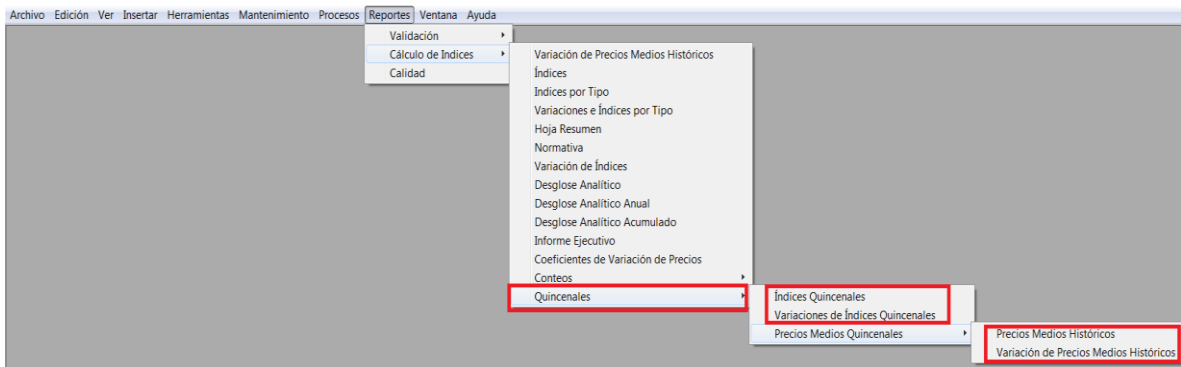 Archivo Edición Ver Insertar Herramientas Mantenimiento Procesos Reportes Ventana Ayuda
Validación
Cálculo de Indices
Calidad
Variación de Precios Medios Históricos
Índices
Indices por Tipo
Variaciones e Índices por Tipo
Hoja Resumen
Normativa
Variación de Índices
Desglose Analítico
Desglose Analítico Anual
Desglose Analítico Acumulado
Informe Ejecutivo
Coeficientes de Variación de Precios
Conteos
Quincenales
Índices Quincenales
Variaciones de Índices Quincenales
Precios Medios Quincenales
Precios Medios Históricos
Variación de Precios Medios Históricos